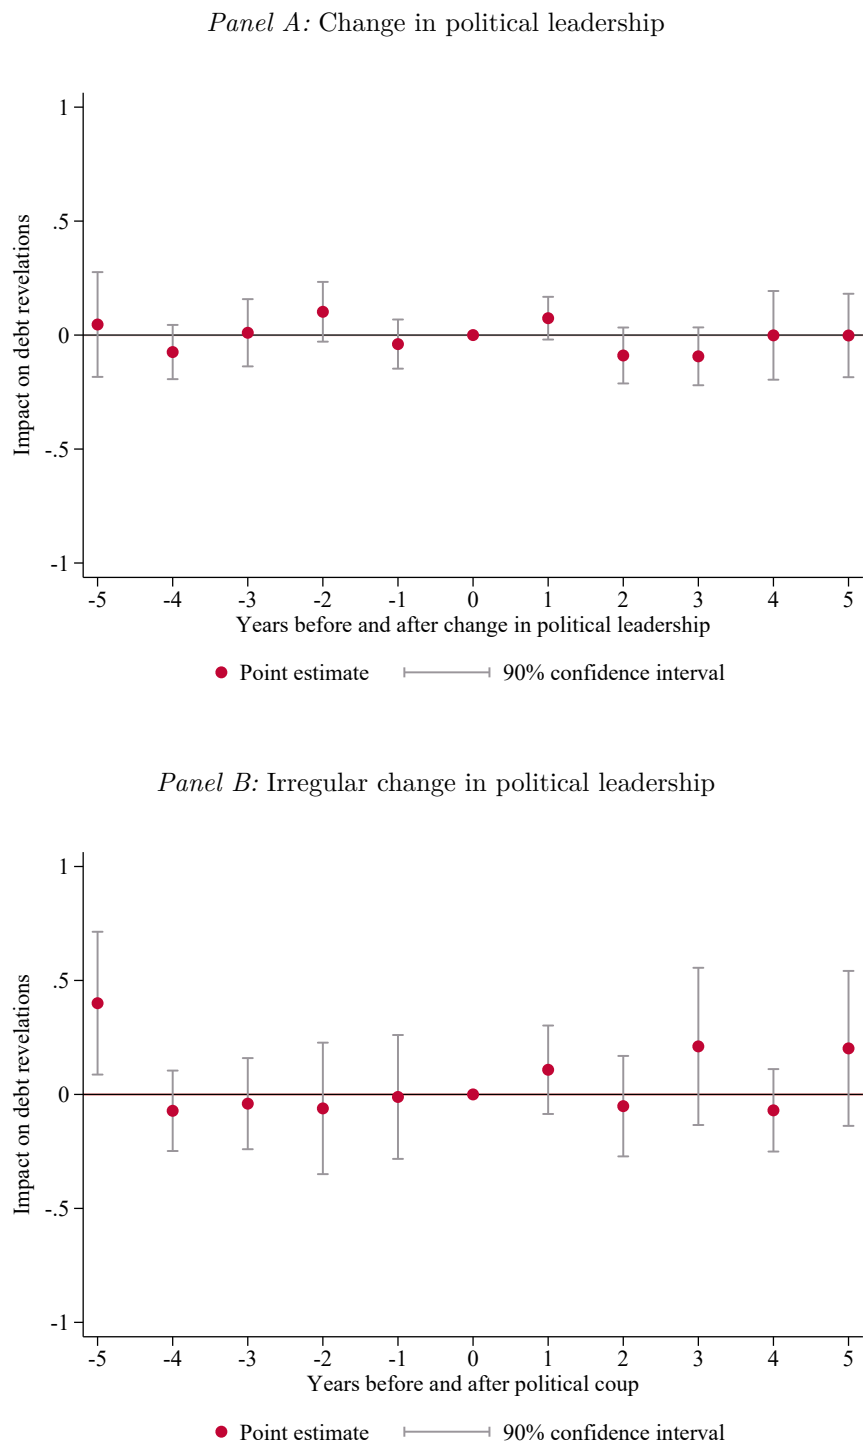 Panel A: Change in political leadership
1
.5
0
-.5
-1
Impact on debt revelations
-5 -4 -3 -2 -1 0 1 2 3 4 5
Years before and after change in political leadership
Point estimate 90% confidence interval
Panel B: Irregular change in political leadership
1
.5
0
-.5
-1
Impact on debt revelations
-5 -4 -3 -2 -1 0 1 2 3 4 5
Years before and after political coup
Point estimate 90% confidence interval